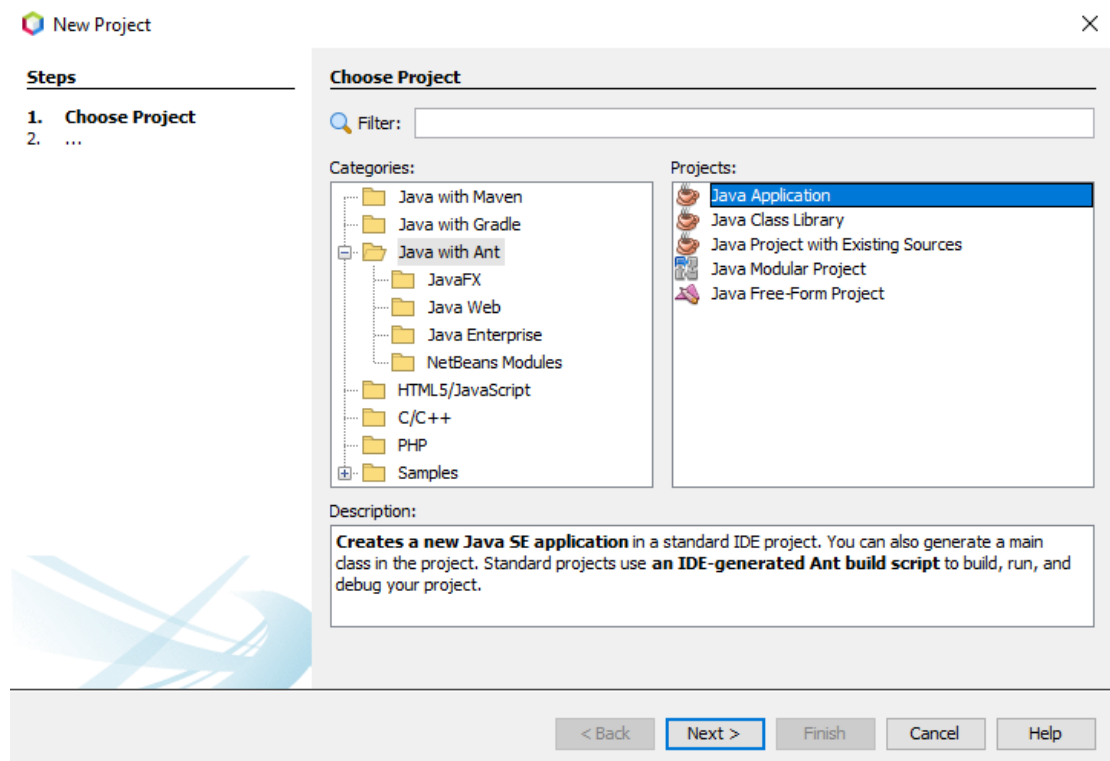 New Project
Steps
1. Choose Project
2. ...
Choose Project
Filter:
Categories:
Java with Maven
Java with Gradle
Java with Ant
JavaFX
Java Web
Java Enterprise
NetBeans Modules
HTML5/JavaScript
C/C++
PHP
Samples
Projects:
Java Application
Java Class Library
Java Project with Existing Sources
Java Modular Project
Java Free-Form Project
Description:
Creates a new Java SE application in a standard IDE project. You can also generate a main
class in the project. Standard projects use an IDE-generated Ant build script to build, run, and
debug your project.
< Back
Next >
Finish
Cancel
Help